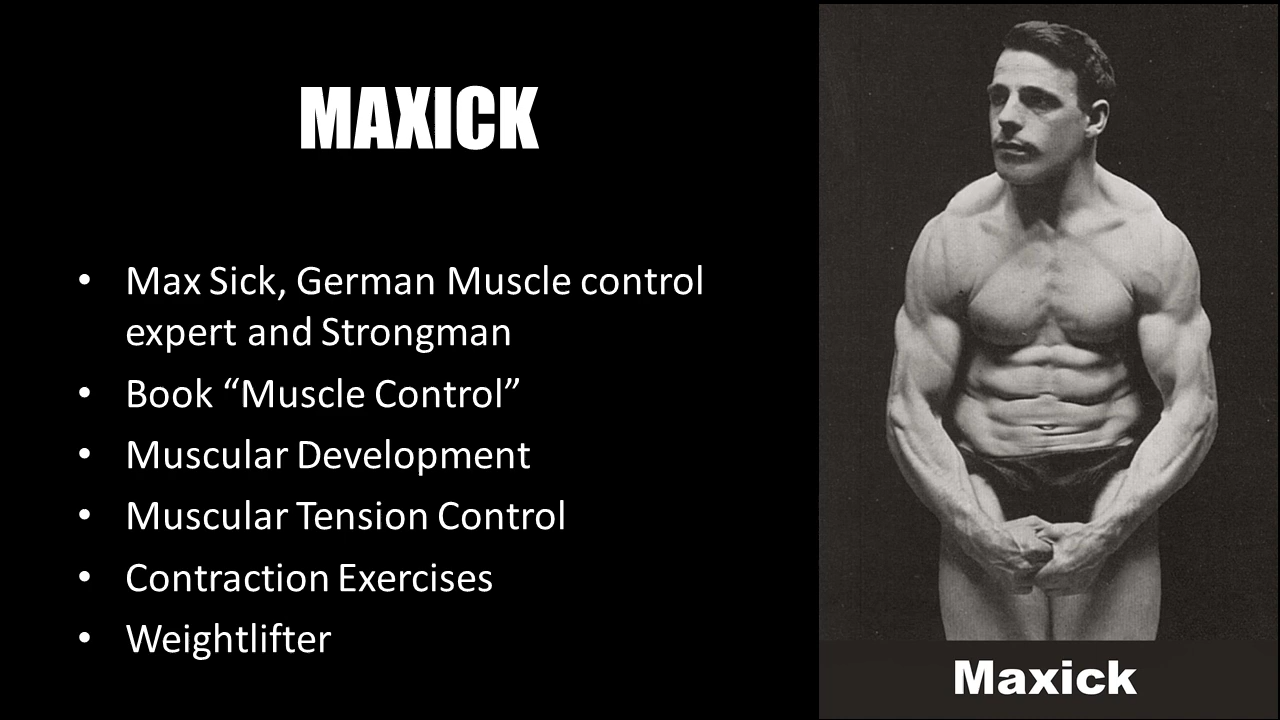 MAXICK
• Max Sick, German Muscle control
expert and Strongman
• Book “Muscle Control”
• Muscular Development
• Muscular Tension Control
• Contraction Exercises
• Weightlifter
Maxick